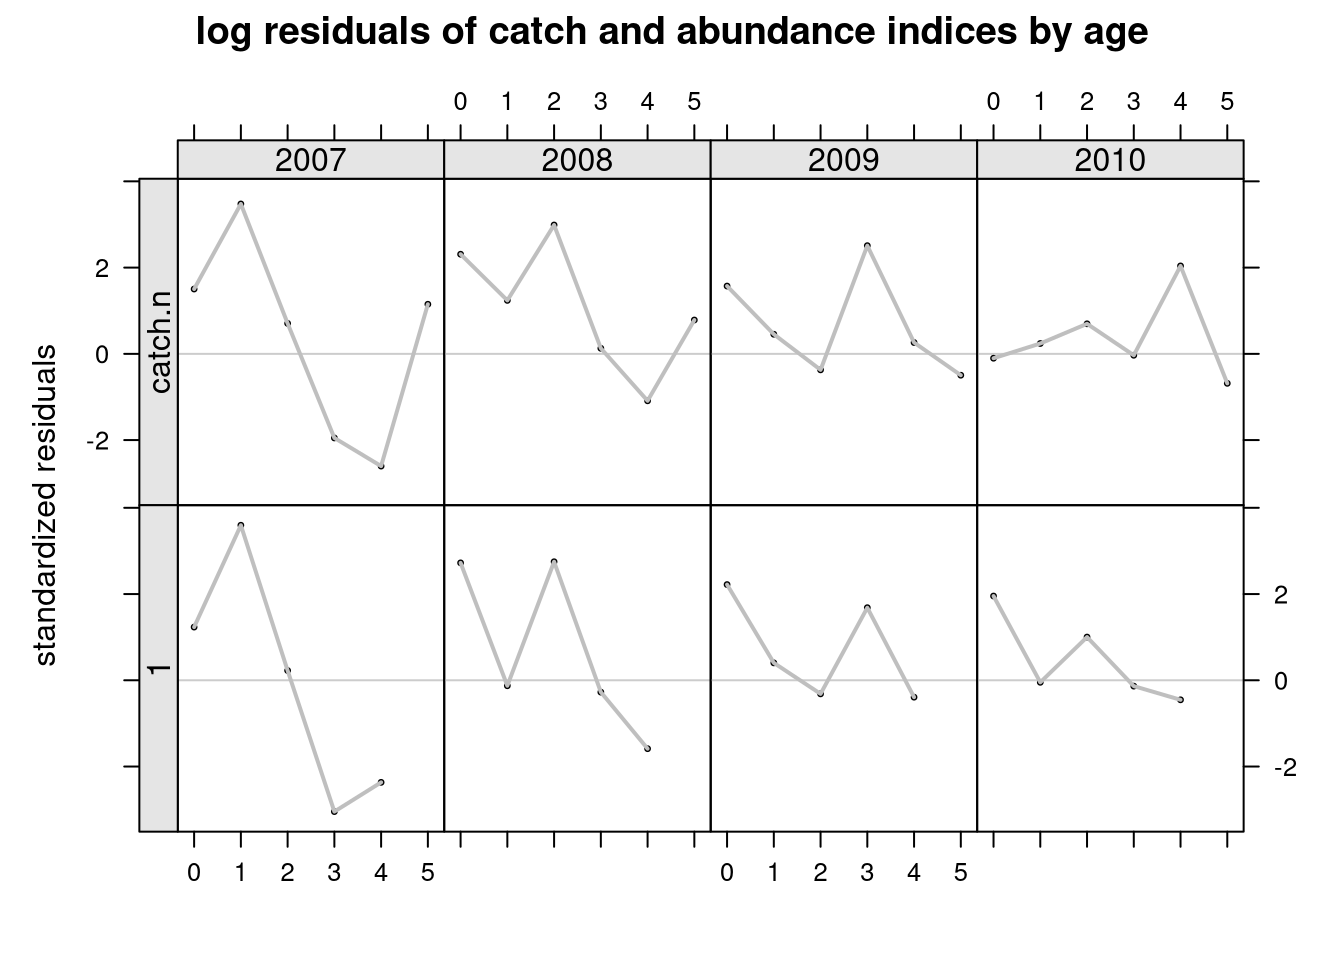 log residuals of catch and abundance indices by age
0 1 2 3 4 5 0 1 2 3 4 5
2007 2008 2009 2010
catch.n
2
0
-2
standardized residuals
1
2
0
-2
0 1 2 3 4 5 0 1 2 3 4 5